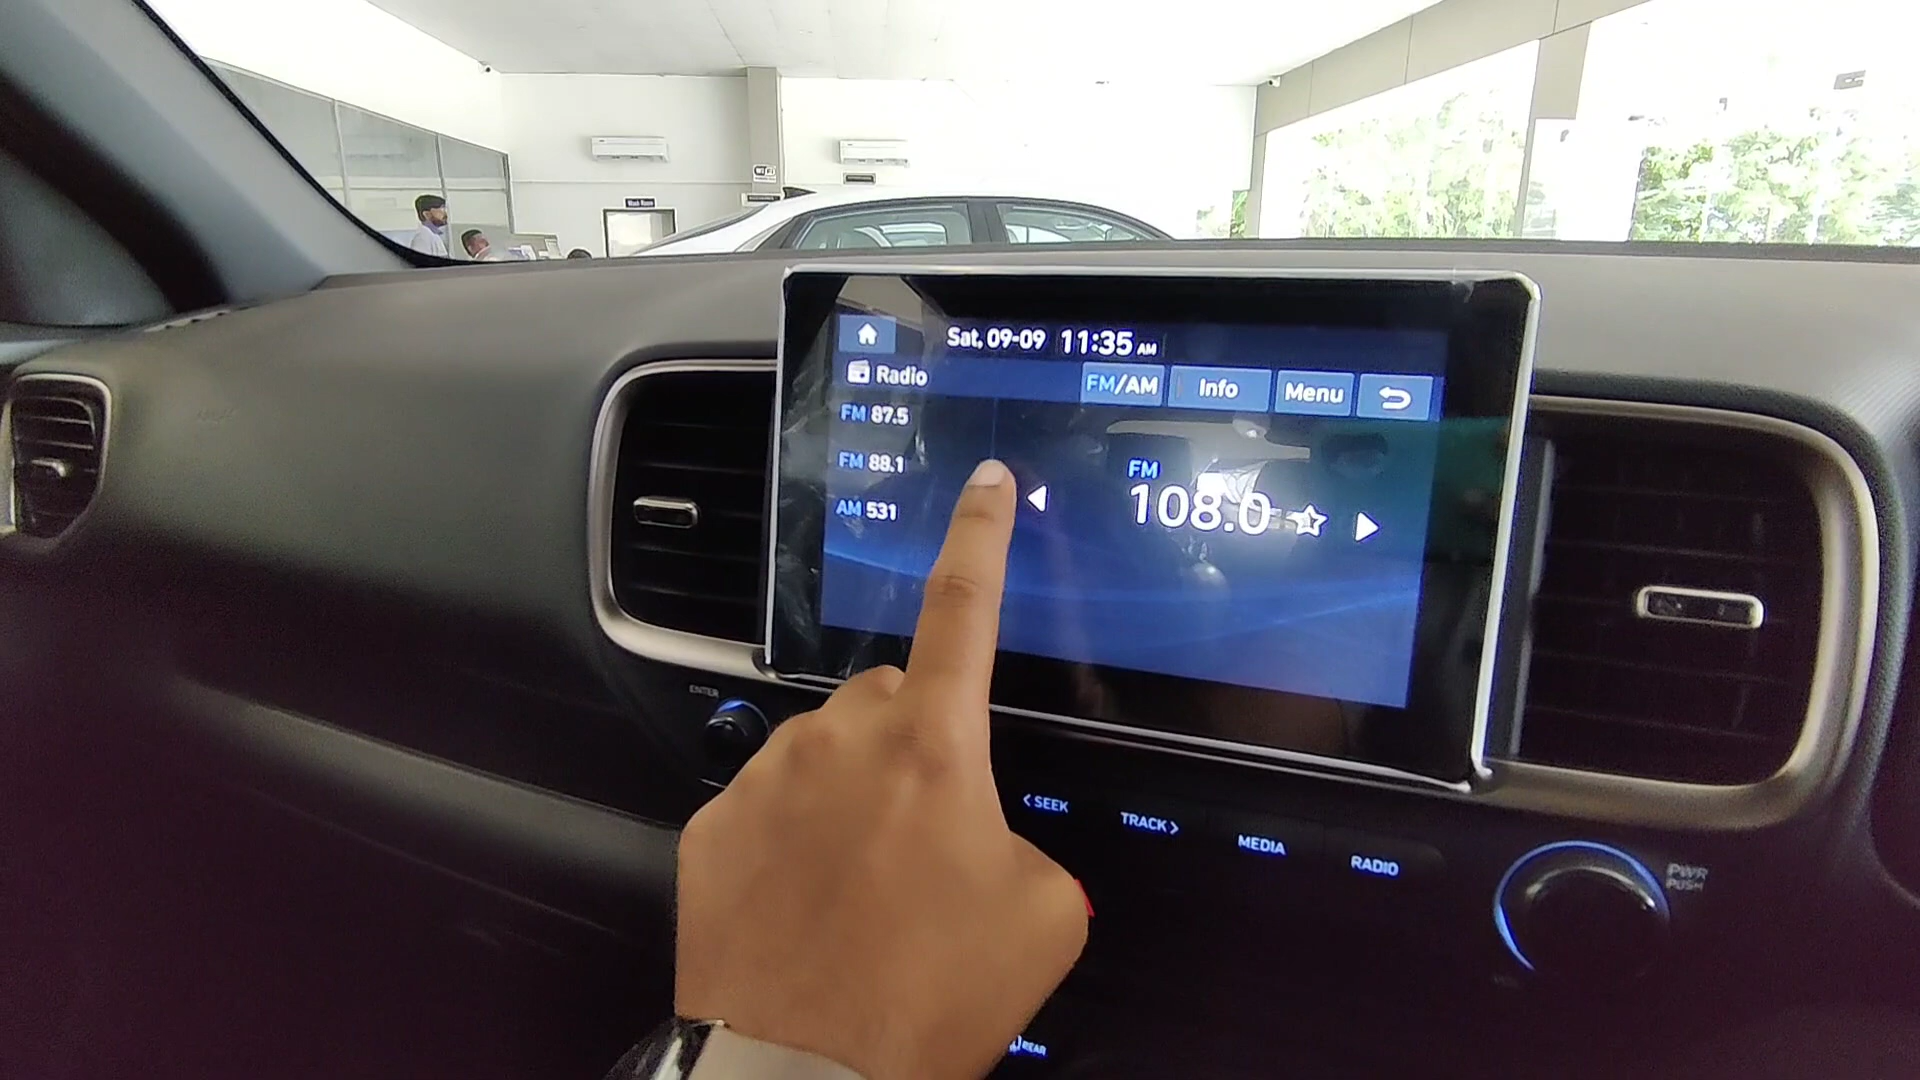 WiFi
Sat, 09-09 11:35 AM
Radio
FM/AM
Info
Menu
FM 87.5
FM 88.1
AM 531
FM
108.0
ENTER
< SEEK
TRACK >
MEDIA
RADIO
PWR
PUSH
REAR